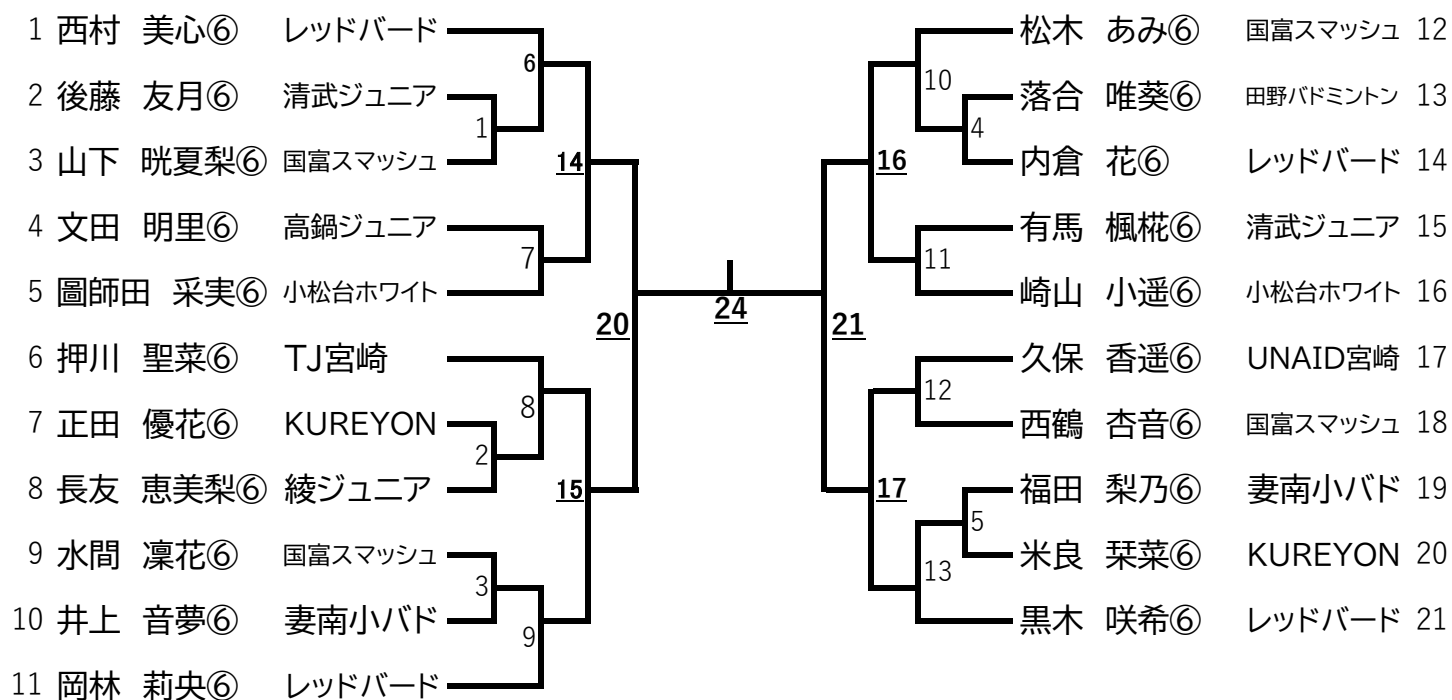 1 西村 美心⑥ レッドバード
6
2 後藤 友月⑥ 清武ジュニア
1
3 山下 晄夏梨⑥ 国富スマッシュ
14
4 文田 明里⑥ 高鍋ジュニア
7
5 圖師田 采実⑥ 小松台ホワイト
20
6 押川 聖菜⑥ TJ宮崎
8
7 正田 優花⑥ KUREYON
2
8 長友 恵美梨⑥ 綾ジュニア
15
9 水間 凜花⑥ 国富スマッシュ
3
10 井上 音夢⑥ 妻南小バド
9
11 岡林 莉央⑥ レッドバード
24
松木 あみ⑥ 国富スマッシュ 12
10
落合 唯葵⑥ 田野バドミントン 13
4
内倉 花⑥ レッドバード 14
16
有馬 楓椛⑥ 清武ジュニア 15
11
崎山 小遥⑥ 小松台ホワイト 16
21
久保 香遥⑥ UNAID宮崎 17
12
西鶴 杏音⑥ 国富スマッシュ 18
17
福田 梨乃⑥ 妻南小バド 19
5
米良 栞菜⑥ KUREYON 20
13
黒木 咲希⑥ レッドバード 21